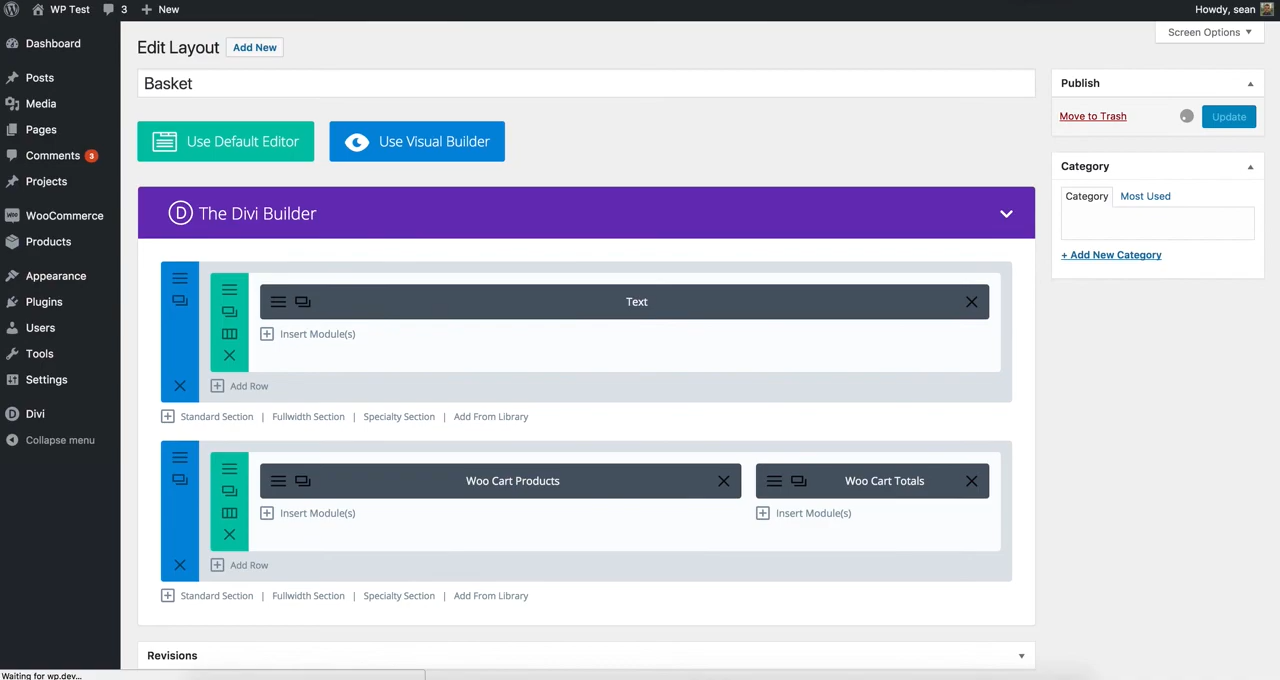 WP Test
3
New
Howdy, sean
Screen Options
Dashboard
Posts
Media
Pages
Comments 3
Projects
WooCommerce
Products
Appearance
Plugins
Users
Tools
Settings
Divi
Collapse menu
Edit Layout
Add New
Basket
Use Default Editor
Use Visual Builder
D The Divi Builder
Text
Insert Module(s)
Add Row
Standard Section | Fullwidth Section | Specialty Section | Add From Library
Woo Cart Products
Woo Cart Totals
Insert Module(s)
Insert Module(s)
Add Row
Standard Section | Fullwidth Section | Specialty Section | Add From Library
Revisions
Publish
Move to Trash
Update
Category
Category
Most Used
+ Add New Category
Waiting for wp.dev...